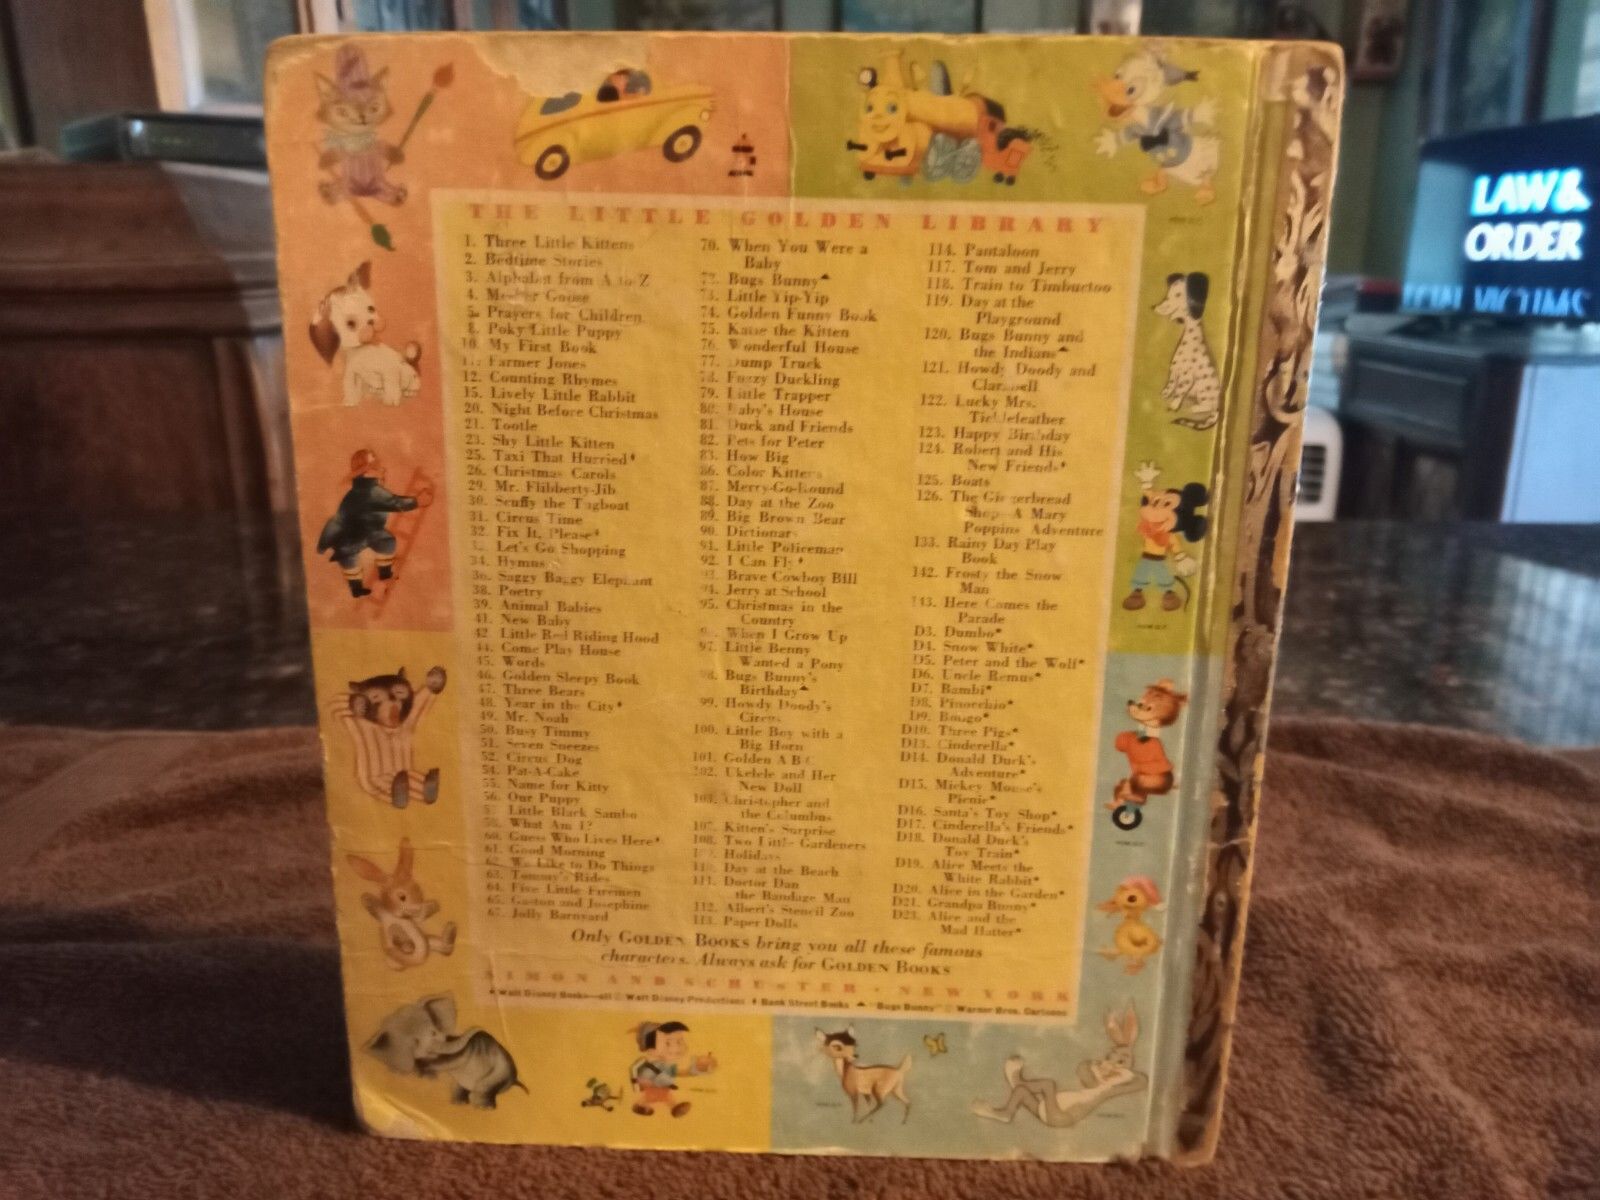 THE LITTLE GOLDEN LIBRARY
1. Three Little Kittens
2. Bedtime Stories
3. Alphabet from A to Z
4. Mother Goose
5. Prayers for Children
8. Poky Little Puppy
10. My First Book
11. Farmer Jones
12. Counting Rhymes
15. Lively Little Rabbit
20. Night Before Christmas
21. Tootle
23. Shy Little Kitten
25. Taxi That Hurried♦
26. Christmas Carols
29. Mr. Flibberty-Jib
30. Scuffy the Tugboat
31. Circus Time
32. Fix It, Please♦
Let's Go Shopping
34. Hymns
36. Saggy Baggy Elephant
38. Poetry
39. Animal Babies
41. New Baby
42. Little Red Riding Hood
44. Come Play House
45. Words
46. Golden Sleepy Book
47. Three Bears
48. Year in the City♦
49. Mr. Noah
50. Busy Timmy
51. Seven Sneezes
52. Circus Dog
54. Pat-A-Cake
55. Name for Kitty
56. Our Puppy
57. Little Black Sambo
58. What Am I?
60. Guess Who Lives Here♦
61. Good Morning
62. We Like to Do Things
63. Tommy's Rides
64. Five Little Firemen
65. Gaston and Josephine
67. Jolly Barnyard
70. When You Were a
Baby
72. Bugs Bunny▲
73. Little Yip-Yip
74. Golden Funny Book
75. Katie the Kitten
76. Wonderful House
77. Dump Truck
78. Fuzzy Duckling
79. Little Trapper
80. Baby's House
81. Duck and Friends
82. Pets for Peter
83. How Big
86. Color Kittens
87. Merry-Go-Round
88. Day at the Zoo
89. Big Brown Bear
90. Dictionary
91. Little Policeman
92. I Can Fly♦
93. Brave Cowboy Bill
94. Jerry at School
95. Christmas in the
Country
When I Grow Up
97. Little Benny
Wanted a Pony
98. Bugs Bunny's
Birthday▲
99. Howdy Doody's
Circus
100. Little Boy with a
Big Horn
101. Golden A B C
102. Ukelele and Her
New Doll
103. Christopher and
the Columbus
107. Kitten's Surprise
108. Two Little Gardeners
Holidays
110. Day at the Beach
111. Doctor Dan
the Bandage Man
112. Albert's Stencil Zoo
113. Paper Dolls
114. Pantaloon
117. Tom and Jerry
118. Train to Timbuctoo
119. Day at the
Playground
120. Bugs Bunny and
the Indians▲
121. Howdy Doody and
Clarabell
122. Lucky Mrs.
Ticklefeather
123. Happy Birthday
124. Robert and His
New Friends♦
125. Boats
126. The Gingerbread
Shop—A Mary
Poppins Adventure
133. Rainy Day Play
Book
142. Frosty the Snow
Man
143. Here Comes the
Parade
D3. Dumbo*
D4. Snow White*
D5. Peter and the Wolf*
D6. Uncle Remus*
D7. Bambi*
D8. Pinocchio*
D9. Bongo*
D10. Three Pigs*
D13. Cinderella*
D14. Donald Duck's
Adventure*
D15. Mickey Mouse's
Picnic*
D16. Santa's Toy Shop*
D17. Cinderella's Friends*
D18. Donald Duck's
Toy Train*
D19. Alice Meets the
White Rabbit*
D20. Alice in the Garden*
D21. Grandpa Bunny*
D23. Alice and the
Mad Hatter*
Only GOLDEN BOOKS bring you all these famous
characters. Always ask for GOLDEN BOOKS
SIMON AND SCHUSTER • NEW YORK
* Walt Disney Books—all © Walt Disney Productions ♦ Bank Street Books ▲ "Bugs Bunny" © Warner Bros. Cartoons
LAW &
ORDER
VICTIMS